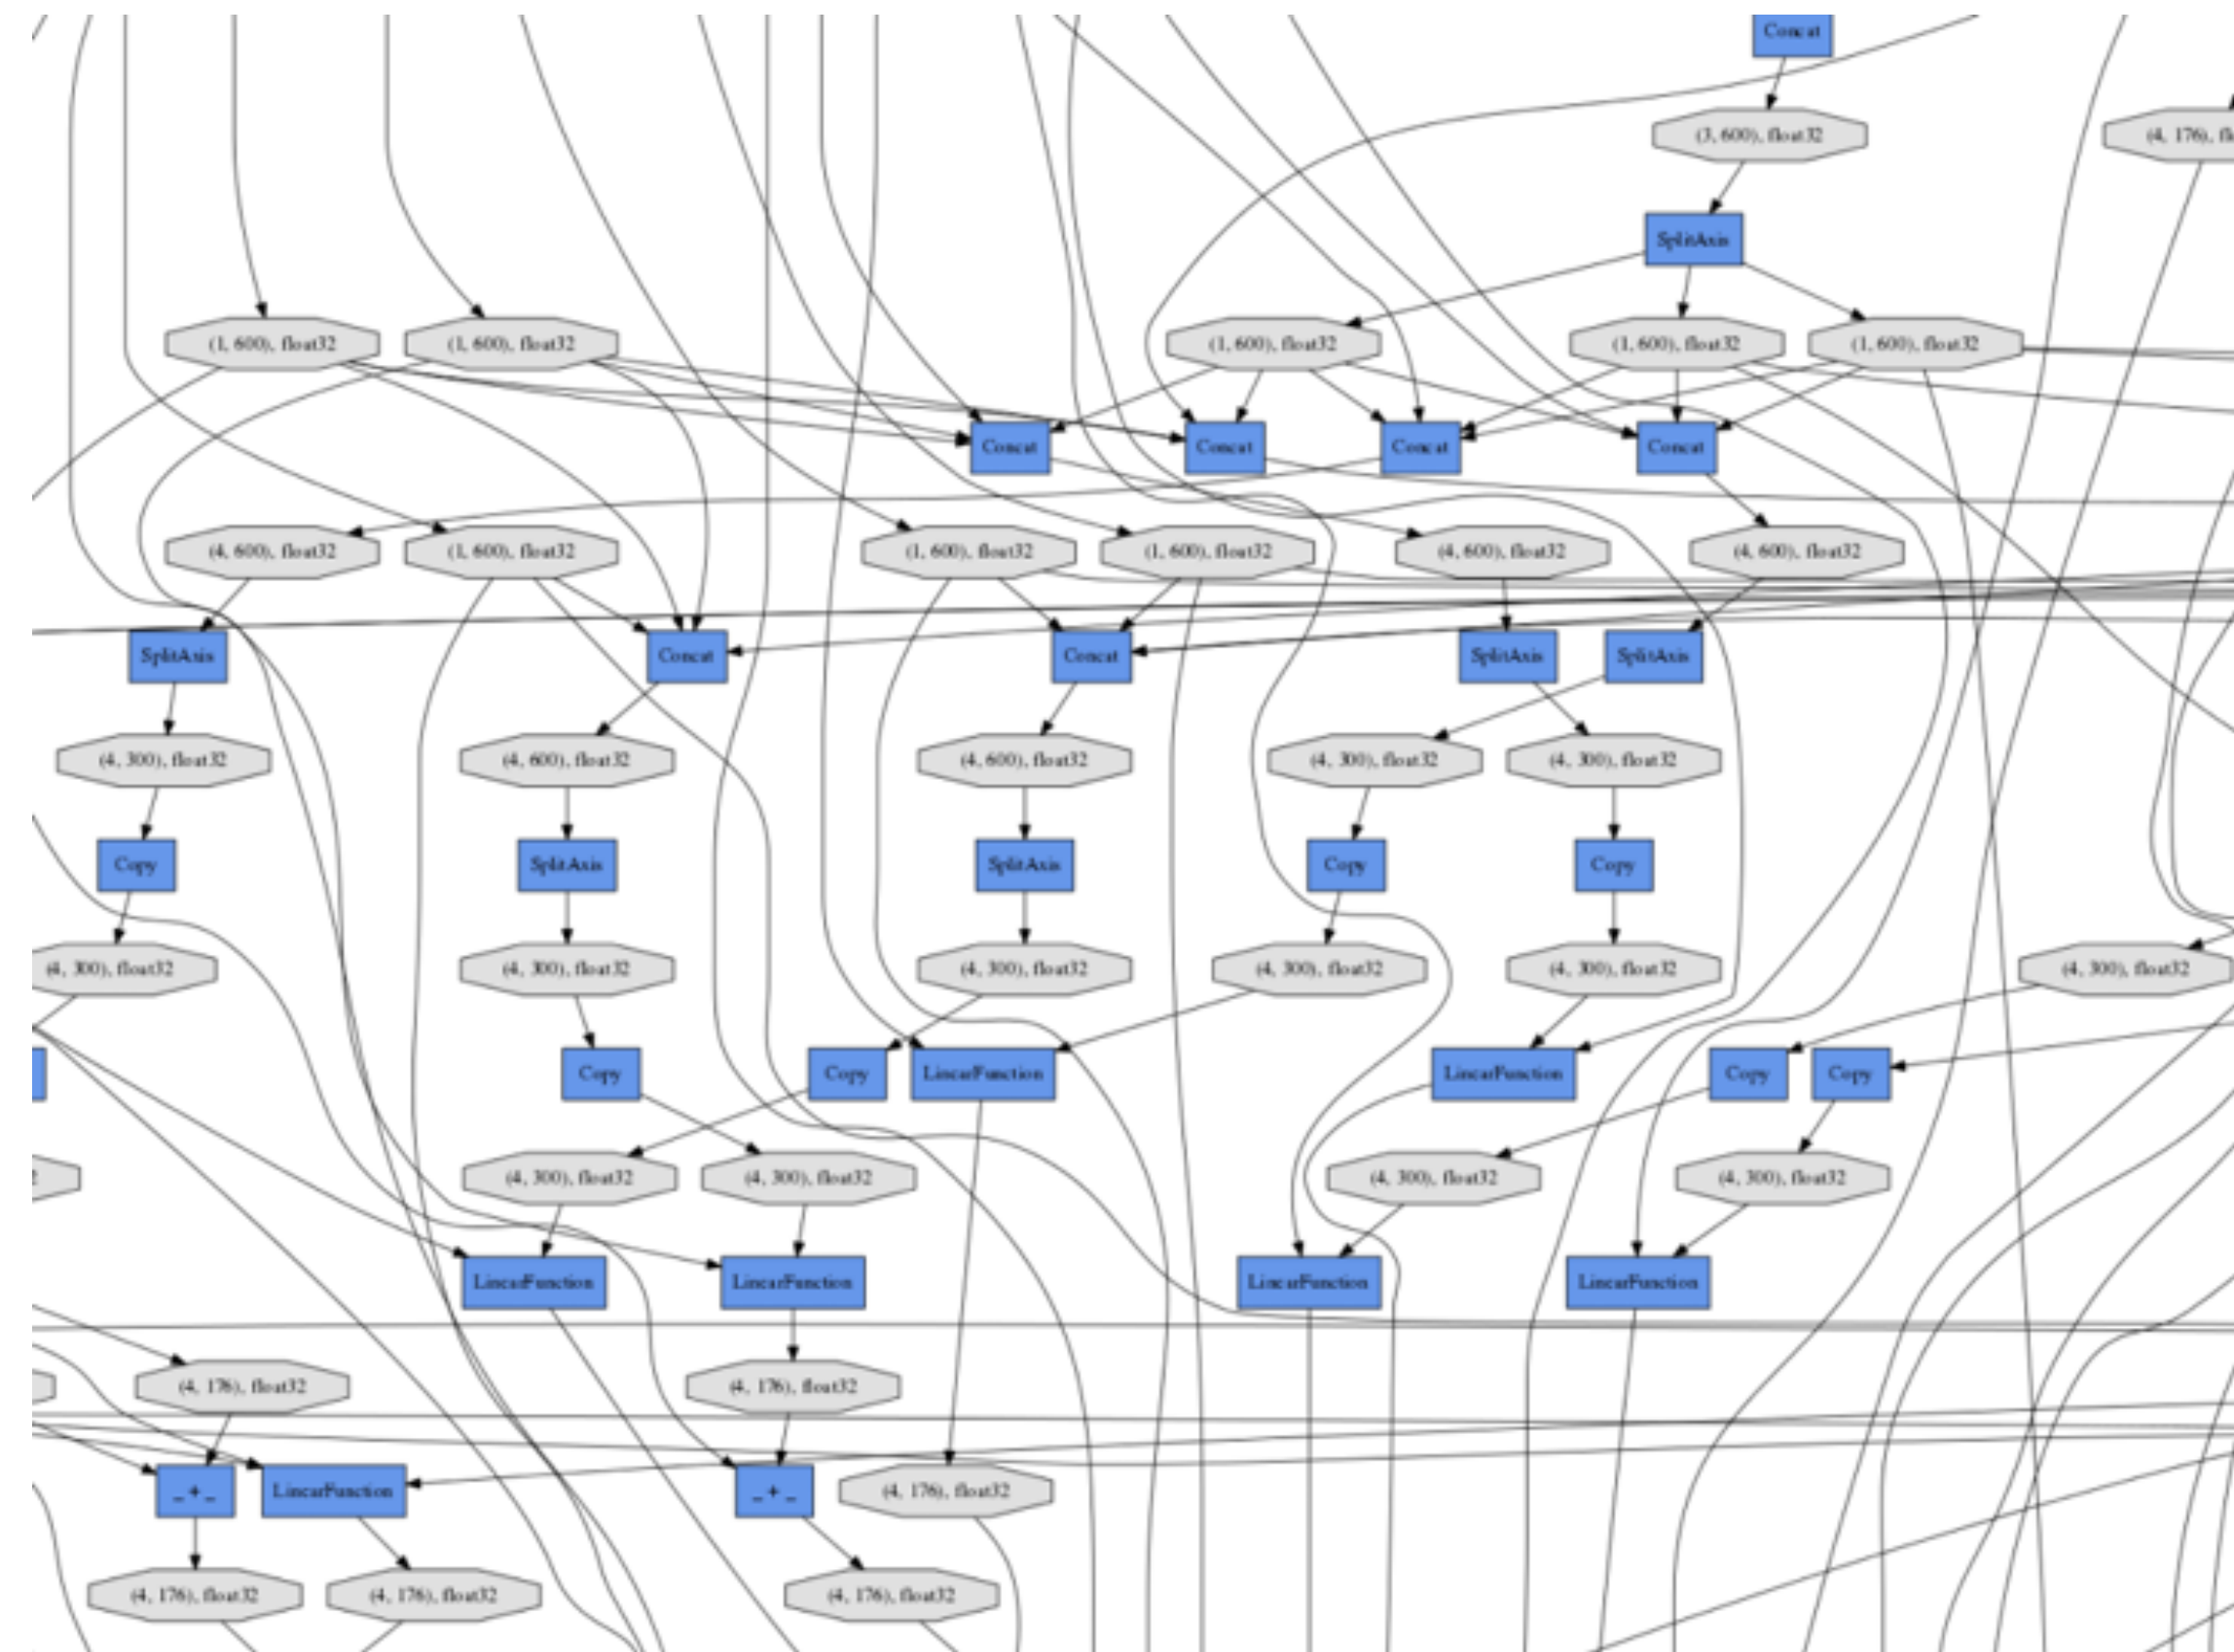 Concat
(3, 600), float32
(4, 176), fl
SplitAxis
(1, 600), float32
(1, 600), float32
(1, 600), float32
(1, 600), float32
(1, 600), float32
Concat
Concat
Concat
Concat
(4, 600), float32
(1, 600), float32
(1, 600), float32
(1, 600), float32
(4, 600), float32
(4, 600), float32
SplitAxis
Concat
Concat
SplitAxis
SplitAxis
(4, 300), float32
(4, 600), float32
(4, 600), float32
(4, 300), float32
(4, 300), float32
Copy
SplitAxis
SplitAxis
Copy
Copy
(4, 300), float32
(4, 300), float32
(4, 300), float32
(4, 300), float32
(4, 300), float32
(4, 300), float32
Copy
Copy
LinearFunction
LinearFunction
Copy
Copy
2
(4, 300), float32
(4, 300), float32
(4, 300), float32
(4, 300), float32
LinearFunction
LinearFunction
LinearFunction
LinearFunction
(4, 176), float32
(4, 176), float32
_ + _
LinearFunction
_ + _
(4, 176), float32
(4, 176), float32
(4, 176), float32
(4, 176), float32